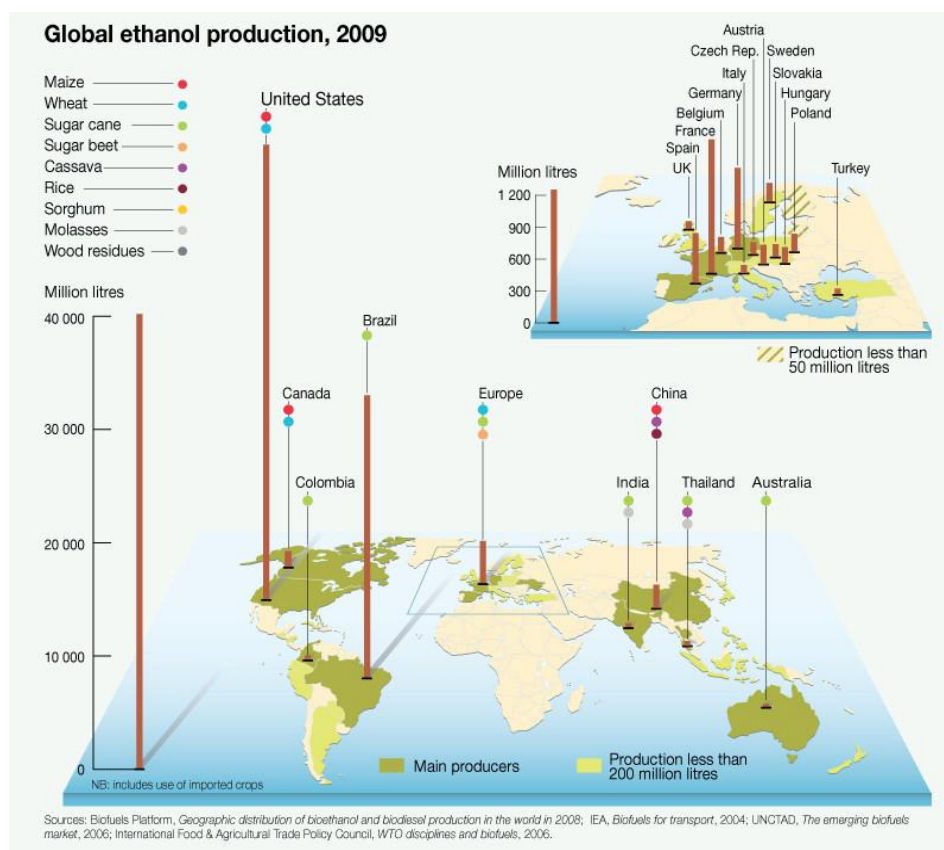 Global ethanol production, 2009
Maize
Wheat
Sugar cane
Sugar beet
Cassava
Rice
Sorghum
Molasses
Wood residues
United States
Million litres
40 000
30 000
20 000
10 000
0
Canada
Colombia
Brazil
Europe
China
India
Thailand
Australia
Austria
Czech Rep.
Sweden
Italy
Slovakia
Germany
Hungary
Belgium
Poland
France
Spain
UK
Turkey
Million litres
1 200
900
600
300
0
Production less than
50 million litres
Main producers
Production less than
200 million litres
NB: includes use of imported crops
Sources: Biofuels Platform, Geographic distribution of bioethanol and biodiesel production in the world in 2008; IEA, Biofuels for transport, 2004; UNCTAD, The emerging biofuels
market, 2006; International Food & Agricultural Trade Policy Council, WTO disciplines and biofuels, 2006.